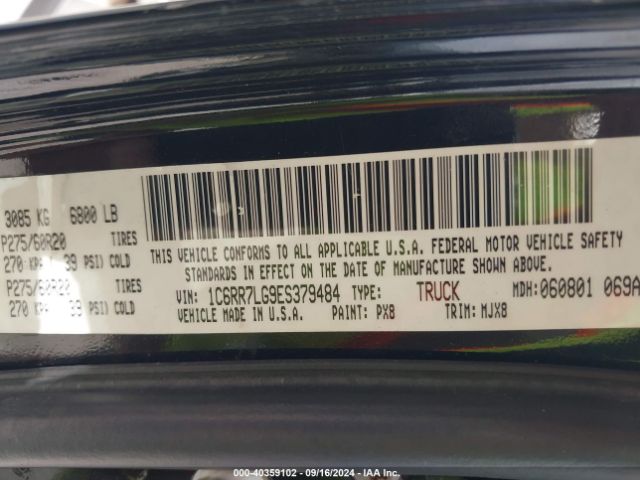 3085 KG 6800 LB
P275/60R20 TIRES
270 KPA 39 PSI) COLD
P275/60R20 TIRES
270 KPA 39 PSI) COLD
THIS VEHICLE CONFORMS TO ALL APPLICABLE U.S.A. FEDERAL MOTOR VEHICLE SAFETY
STANDARDS IN EFFECT ON THE DATE OF MANUFACTURE SHOWN ABOVE.
VIN: 1C6RR7LG9ES379484 TYPE: TRUCK MDH: 060801 069A
VEHICLE MADE IN U.S.A. PAINT: PX8 TRIM: MJX8
000-40359102 - 09/16/2024 - IAA Inc.